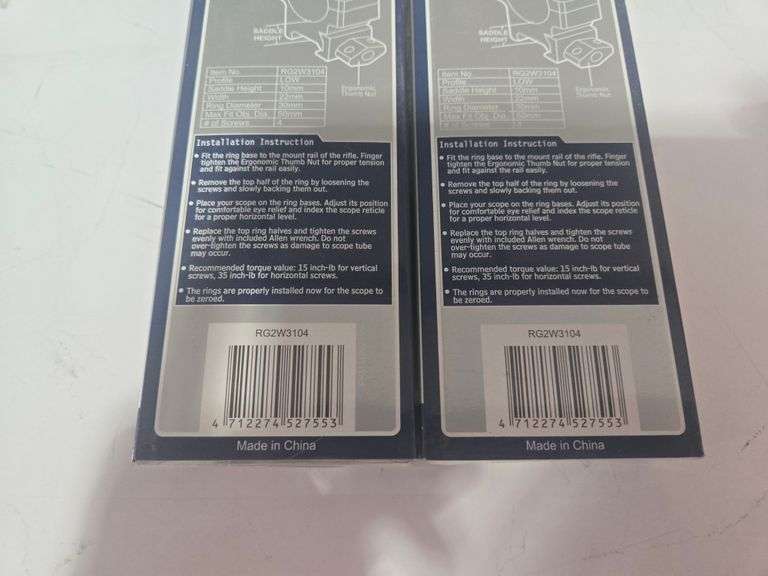 SADDLE
HEIGHT
Item No. RG2W3104
Profile LOW
Saddle Height 10mm
Width 22mm
Ring Diameter 30mm
Max Fit Obj. Dia. 50mm
# of Screws 4
Ergonomic
Thumb Nut
Installation Instruction
• Fit the ring base to the mount rail of the rifle. Finger
tighten the Ergonomic Thumb Nut for proper tension
and fit against the rail easily.
• Remove the top half of the ring by loosening the
screws and slowly backing them out.
• Place your scope on the ring bases. Adjust its position
for comfortable eye relief and index the scope reticle
for a proper horizontal level.
• Replace the top ring halves and tighten the screws
evenly with included Allen wrench. Do not
over-tighten the screws as damage to scope tube
may occur.
• Recommended torque value: 15 inch-lb for vertical
screws, 35 inch-lb for horizontal screws.
• The rings are properly installed now for the scope to
be zeroed.
RG2W3104
4 712274 527553
Made in China
SADDLE
HEIGHT
Item No. RG2W3104
Profile LOW
Saddle Height 10mm
Width 22mm
Ring Diameter 30mm
Max Fit Obj. Dia. 50mm
# of Screws
Ergonomic
Thumb Nut
Installation Instruction
• Fit the ring base to the mount rail of the rifle. Finger
tighten the Ergonomic Thumb Nut for proper tension
and fit against the rail easily.
• Remove the top half of the ring by loosening the
screws and slowly backing them out.
• Place your scope on the ring bases. Adjust its position
for comfortable eye relief and index the scope reticle
for a proper horizontal level.
• Replace the top ring halves and tighten the screws
evenly with included Allen wrench. Do not
over-tighten the screws as damage to scope tube
may occur.
• Recommended torque value: 15 inch-lb for vertical
screws, 35 inch-lb for horizontal screws.
• The rings are properly installed now for the scope to
be zeroed.
RG2W3104
4 712274 527553
Made in China